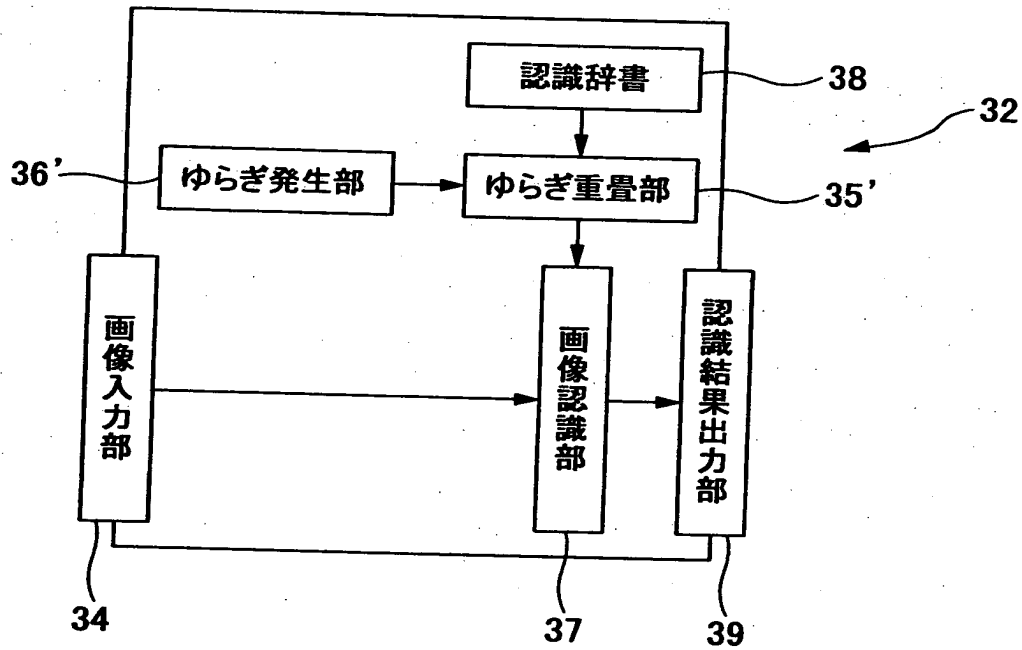 認識辞書
38
32
36’
ゆらぎ発生部
ゆらぎ重畳部
35’
画像入力部
画像認識部
認識結果出力部
34
37
39